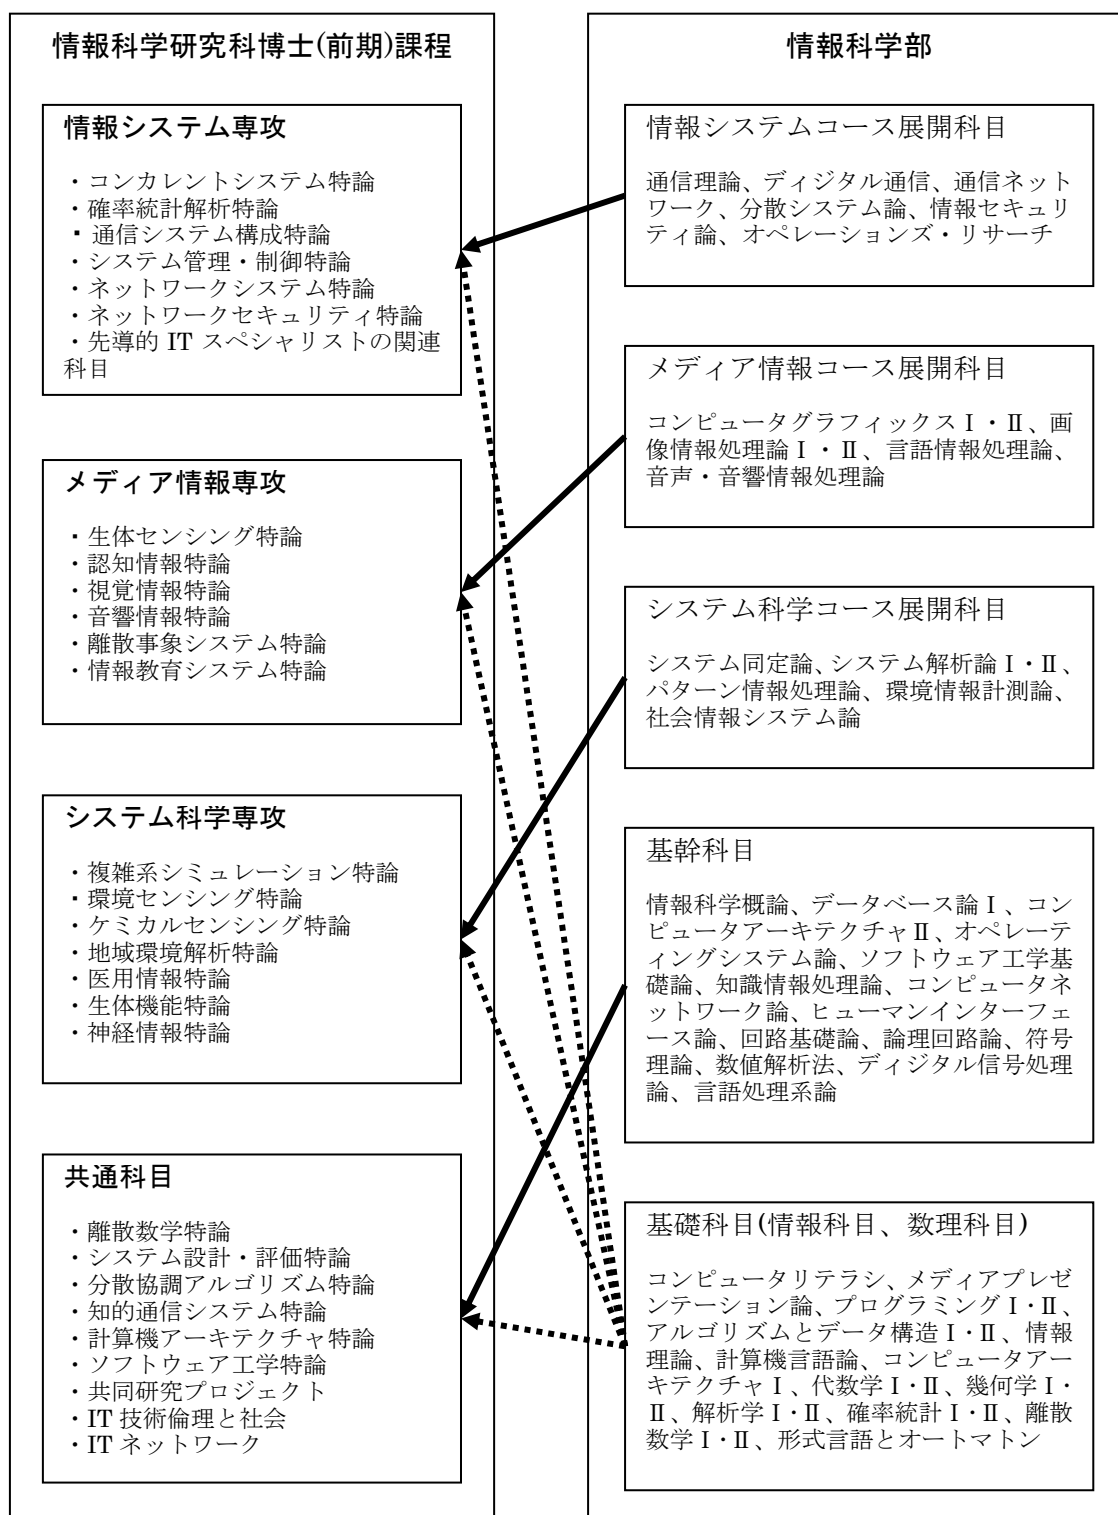 情報科学研究科博士(前期)課程
情報システム専攻
・コンカレントシステム特論
・確率統計解析特論
・通信システム構成特論
・システム管理・制御特論
・ネットワークシステム特論
・ネットワークセキュリティ特論
・先導的 IT スペシャリストの関連
科目
メディア情報専攻
・生体センシング特論
・認知情報特論
・視覚情報特論
・音響情報特論
・離散事象システム特論
・情報教育システム特論
システム科学専攻
・複雑系シミュレーション特論
・環境センシング特論
・ケミカルセンシング特論
・地域環境解析特論
・医用情報特論
・生体機能特論
・神経情報特論
共通科目
・離散数学特論
・システム設計・評価特論
・分散協調アルゴリズム特論
・知的通信システム特論
・計算機アーキテクチャ特論
・ソフトウェア工学特論
・共同研究プロジェクト
・IT 技術倫理と社会
・IT ネットワーク
情報科学部
情報システムコース展開科目
通信理論、ディジタル通信、通信ネット
ワーク、分散システム論、情報セキュリ
ティ論、オペレーションズ・リサーチ
メディア情報コース展開科目
コンピュータグラフィックスⅠ・Ⅱ、画
像情報処理論Ⅰ・Ⅱ、言語情報処理論、
音声・音響情報処理論
システム科学コース展開科目
システム同定論、システム解析論Ⅰ・Ⅱ、
パターン情報処理論、環境情報計測論、
社会情報システム論
基幹科目
情報科学概論、データベース論Ⅰ、コン
ピュータアーキテクチャⅡ、オペレーテ
ィングシステム論、ソフトウェア工学基
礎論、知識情報処理論、コンピュータネ
ットワーク論、ヒューマンインターフェ
ース論、回路基礎論、論理回路論、符号
理論、数値解析法、ディジタル信号処理
論、言語処理系論
基礎科目(情報科目、数理科目)
コンピュータリテラシ、メディアプレゼ
ンテーション論、プログラミングⅠ・Ⅱ、
アルゴリズムとデータ構造Ⅰ・Ⅱ、情報
理論、計算機言語論、コンピュータアー
キテクチャⅠ、代数学Ⅰ・Ⅱ、幾何学Ⅰ・
Ⅱ、解析学Ⅰ・Ⅱ、確率統計Ⅰ・Ⅱ、離散
数学Ⅰ・Ⅱ、形式言語とオートマトン